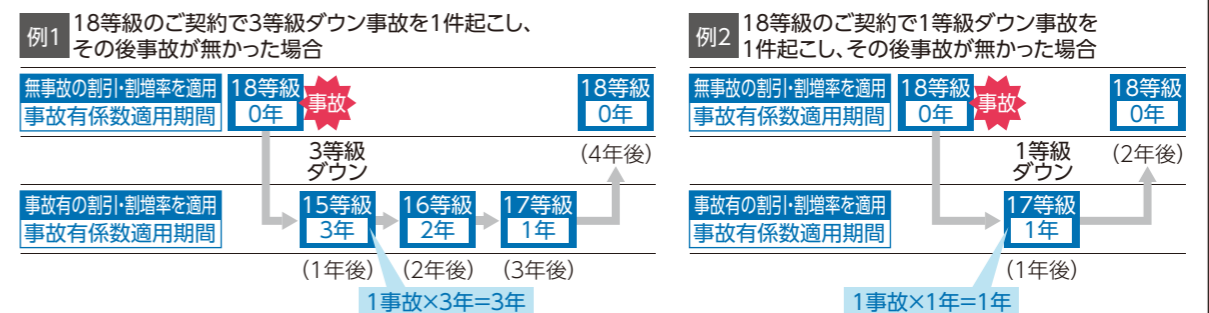 例1
18等級のご契約で3等級ダウン事故を1件起こし、
その後事故が無かった場合
無事故の割引・割増率を適用
事故有係数適用期間
18等級
0年
事故
18等級
0年
3等級
ダウン
(4年後)
事故有の割引・割増率を適用
事故有係数適用期間
15等級
3年
16等級
2年
17等級
1年
(1年後)
(2年後)
(3年後)
1事故×3年=3年
例2
18等級のご契約で1等級ダウン事故を
1件起こし、その後事故が無かった場合
無事故の割引・割増率を適用
事故有係数適用期間
18等級
0年
事故
18等級
0年
1等級
ダウン
(2年後)
事故有の割引・割増率を適用
事故有係数適用期間
17等級
1年
(1年後)
1事故×1年=1年